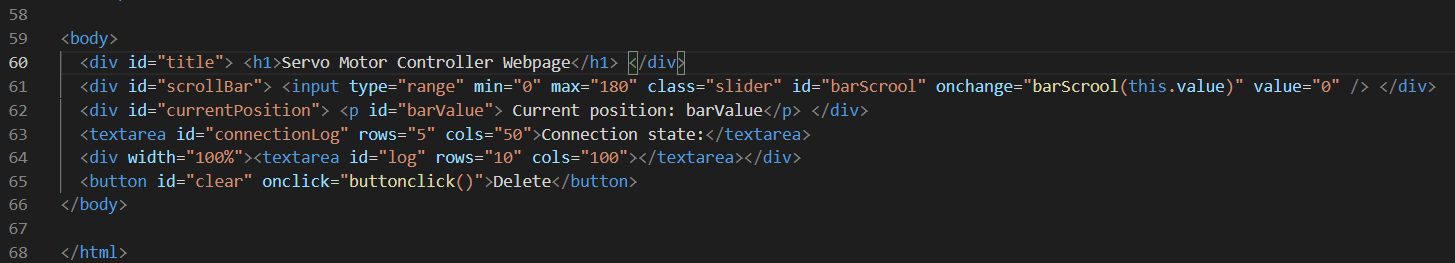 58
59 <body>
60 <div id="title"> <h1>Servo Motor Controller Webpage</h1> </div>
61 <div id="scrollBar"> <input type="range" min="0" max="180" class="slider" id="barScrool" onchange="barScrool(this.value)" value="0" /> </div>
62 <div id="currentPosition"> <p id="barValue"> Current position: barValue</p> </div>
63 <textarea id="connectionLog" rows="5" cols="50">Connection state:</textarea>
64 <div width="100%"><textarea id="log" rows="10" cols="100"></textarea></div>
65 <button id="clear" onclick="buttonclick()">Delete</button>
66 </body>
67
68 </html>